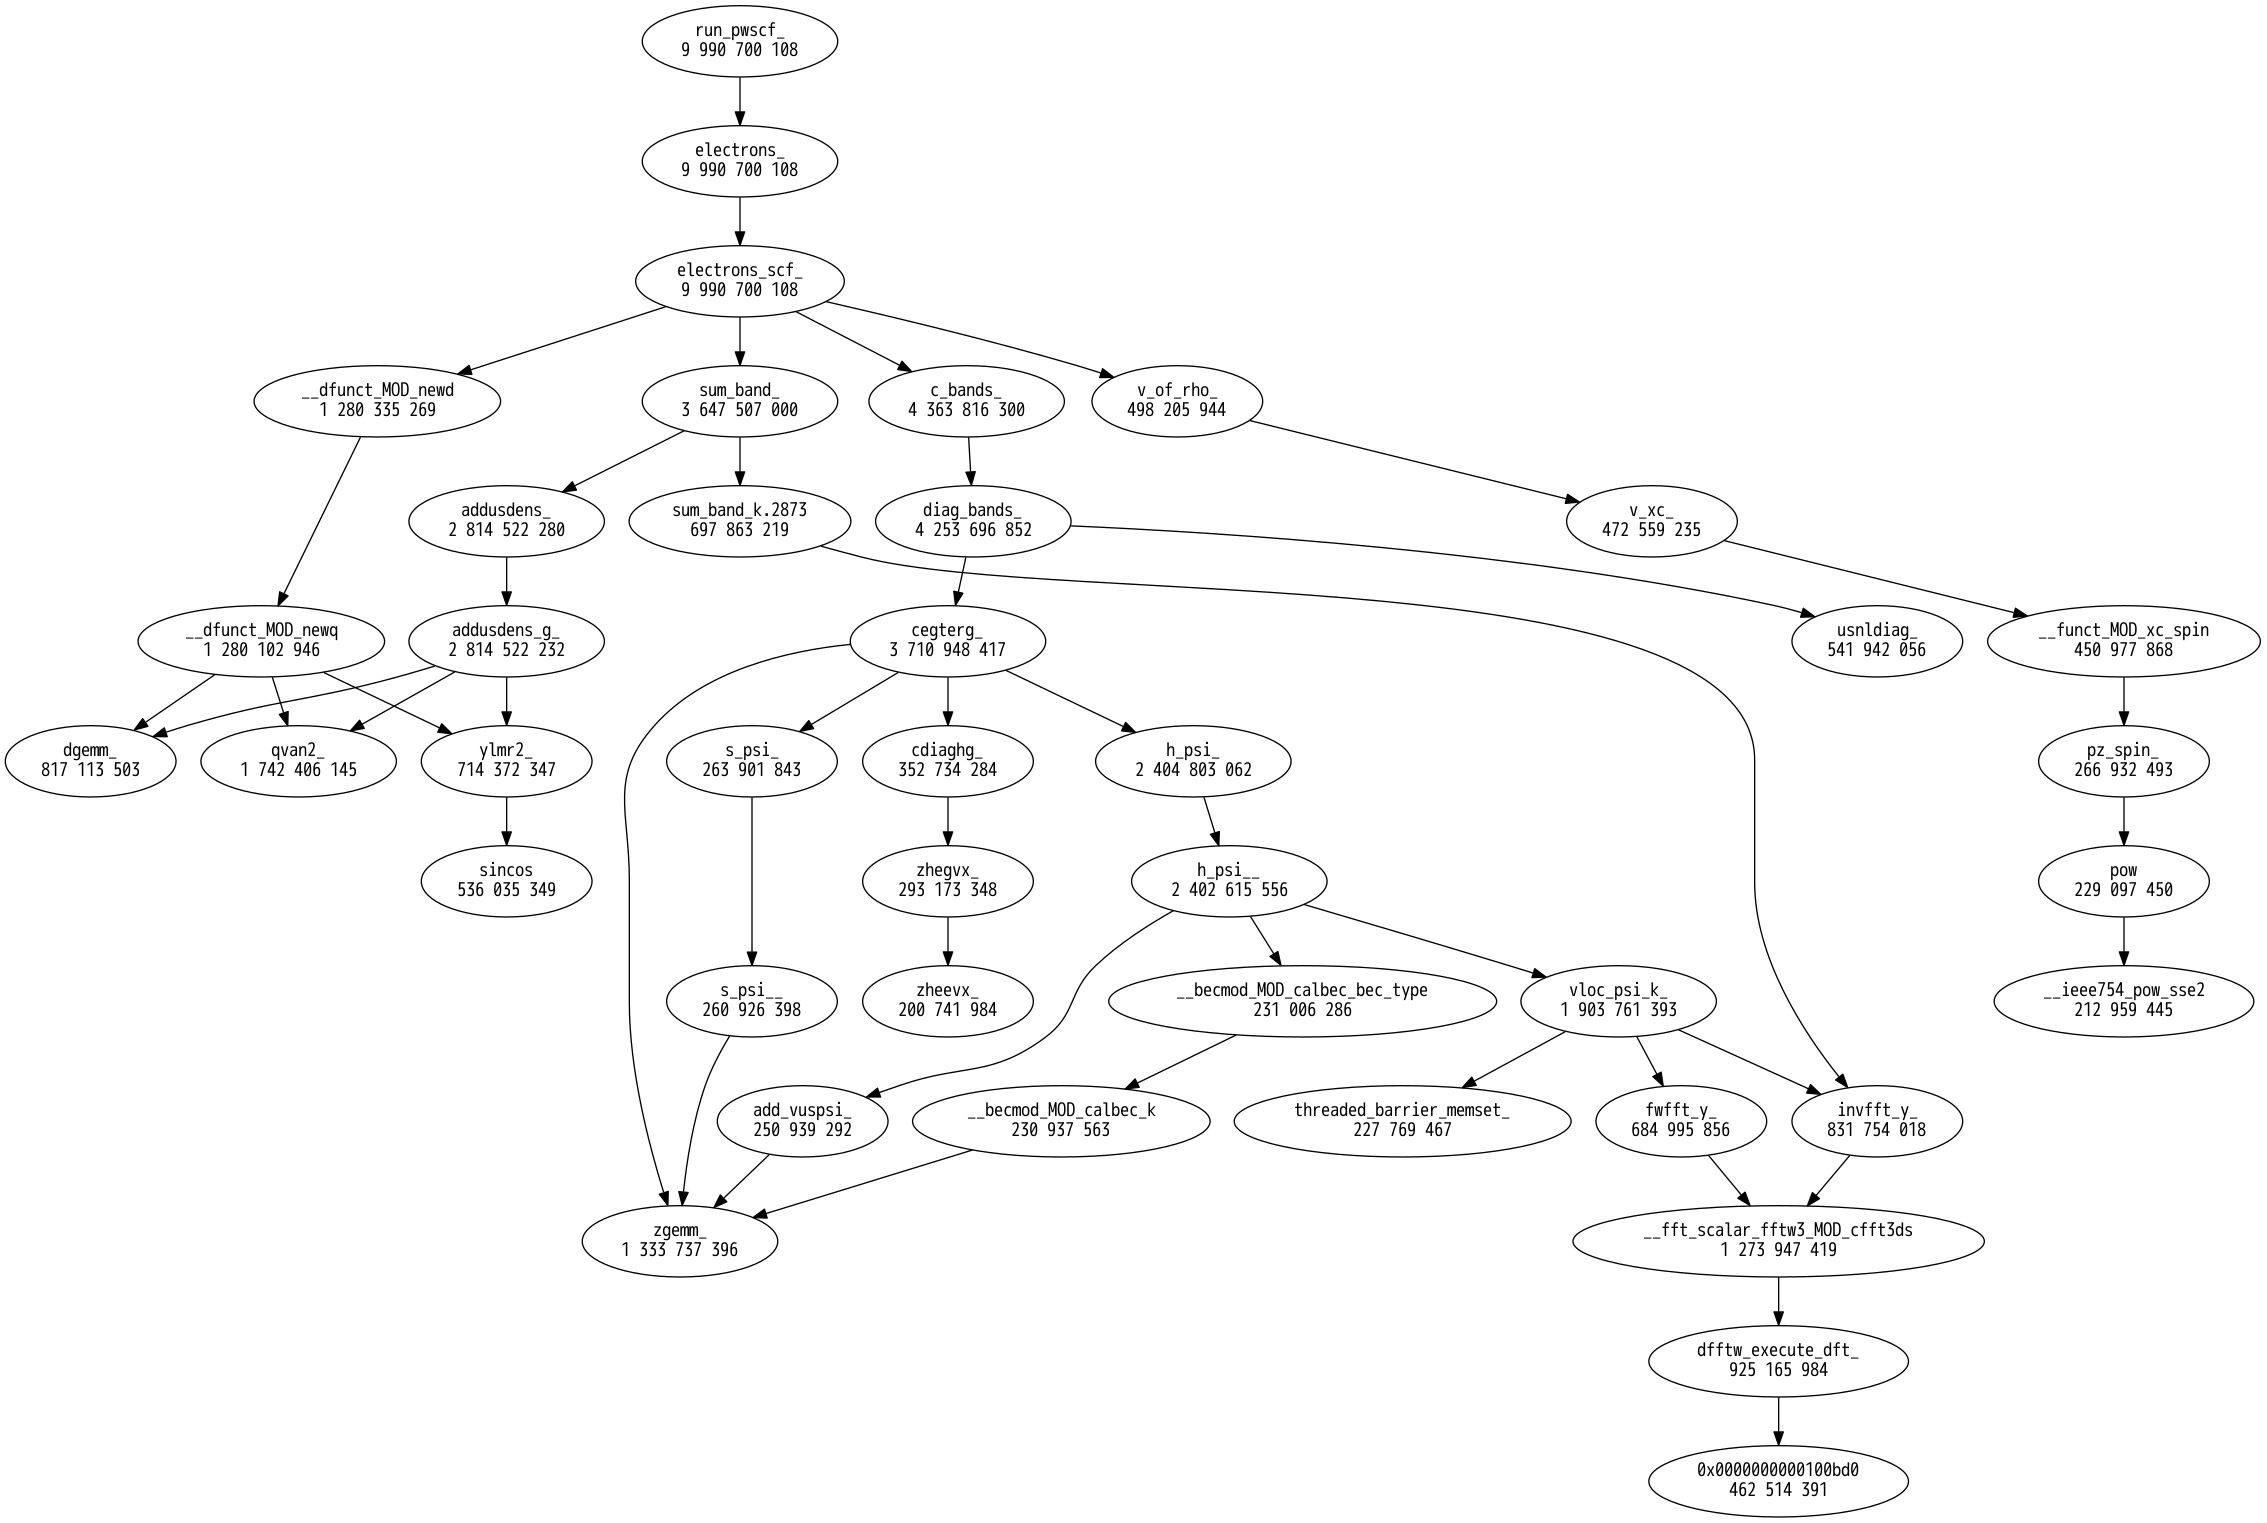 run_pwscf_
9 990 700 108
electrons_
9 990 700 108
electrons_scf_
9 990 700 108
__dfunct_MOD_newd
1 280 335 269
sum_band_
3 647 507 000
c_bands_
4 363 816 300
v_of_rho_
498 205 944
addusdens_
2 814 522 280
sum_band_k.2873
697 863 219
diag_bands_
4 253 696 852
v_xc_
472 559 235
__dfunct_MOD_newq
1 280 102 946
addusdens_g_
2 814 522 232
cegterg_
3 710 948 417
usnldiag_
541 942 056
__funct_MOD_xc_spin
450 977 868
dgemm_
817 113 503
qvan2_
1 742 406 145
ylmr2_
714 372 347
s_psi_
263 901 843
cdiaghg_
352 734 284
h_psi_
2 404 803 062
pz_spin_
266 932 493
sincos
536 035 349
zhegvx_
293 173 348
h_psi__
2 402 615 556
pow
229 097 450
s_psi__
260 926 398
zheevx_
200 741 984
__becmod_MOD_calbec_bec_type
231 006 286
vloc_psi_k_
1 903 761 393
__ieee754_pow_sse2
212 959 445
add_vuspsi_
250 939 292
__becmod_MOD_calbec_k
230 937 563
threaded_barrier_memset_
227 769 467
fwfft_y_
684 995 856
invfft_y_
831 754 018
zgemm_
1 333 737 396
__fft_scalar_fftw3_MOD_cfft3ds
1 273 947 419
dfftw_execute_dft_
925 165 984
0x0000000000100bd0
462 514 391